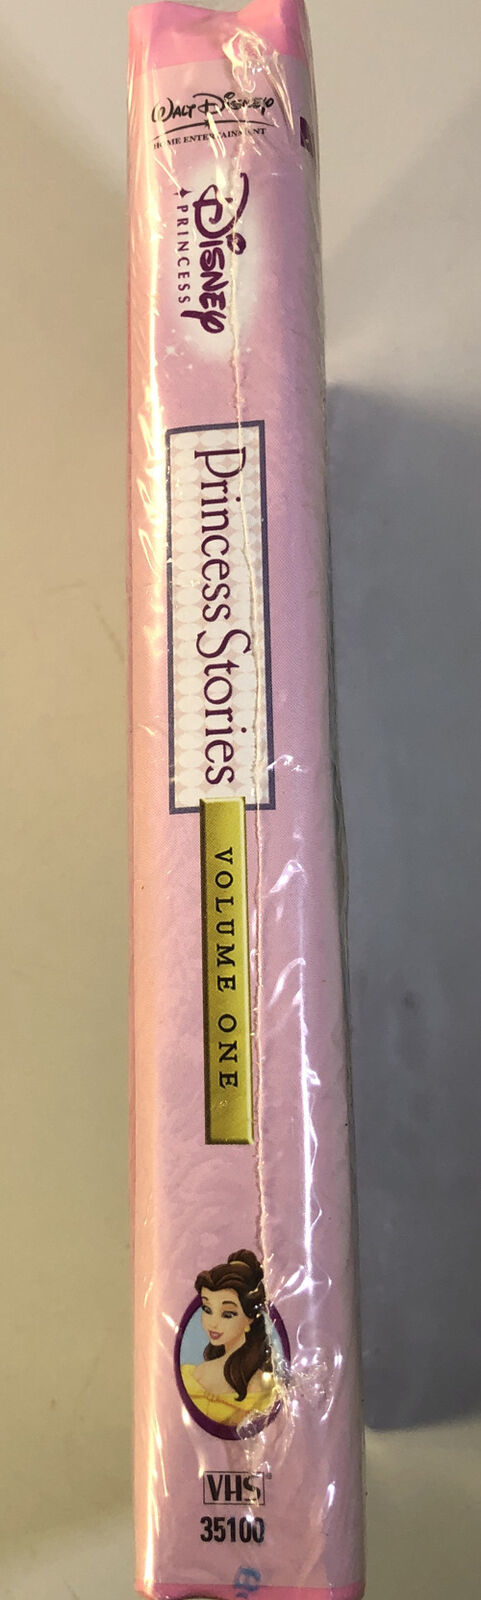 WALT DISNEY
HOME ENTERTAINMENT
DISNEY
PRINCESS
Princess Stories
VOLUME ONE
VHS®
35100